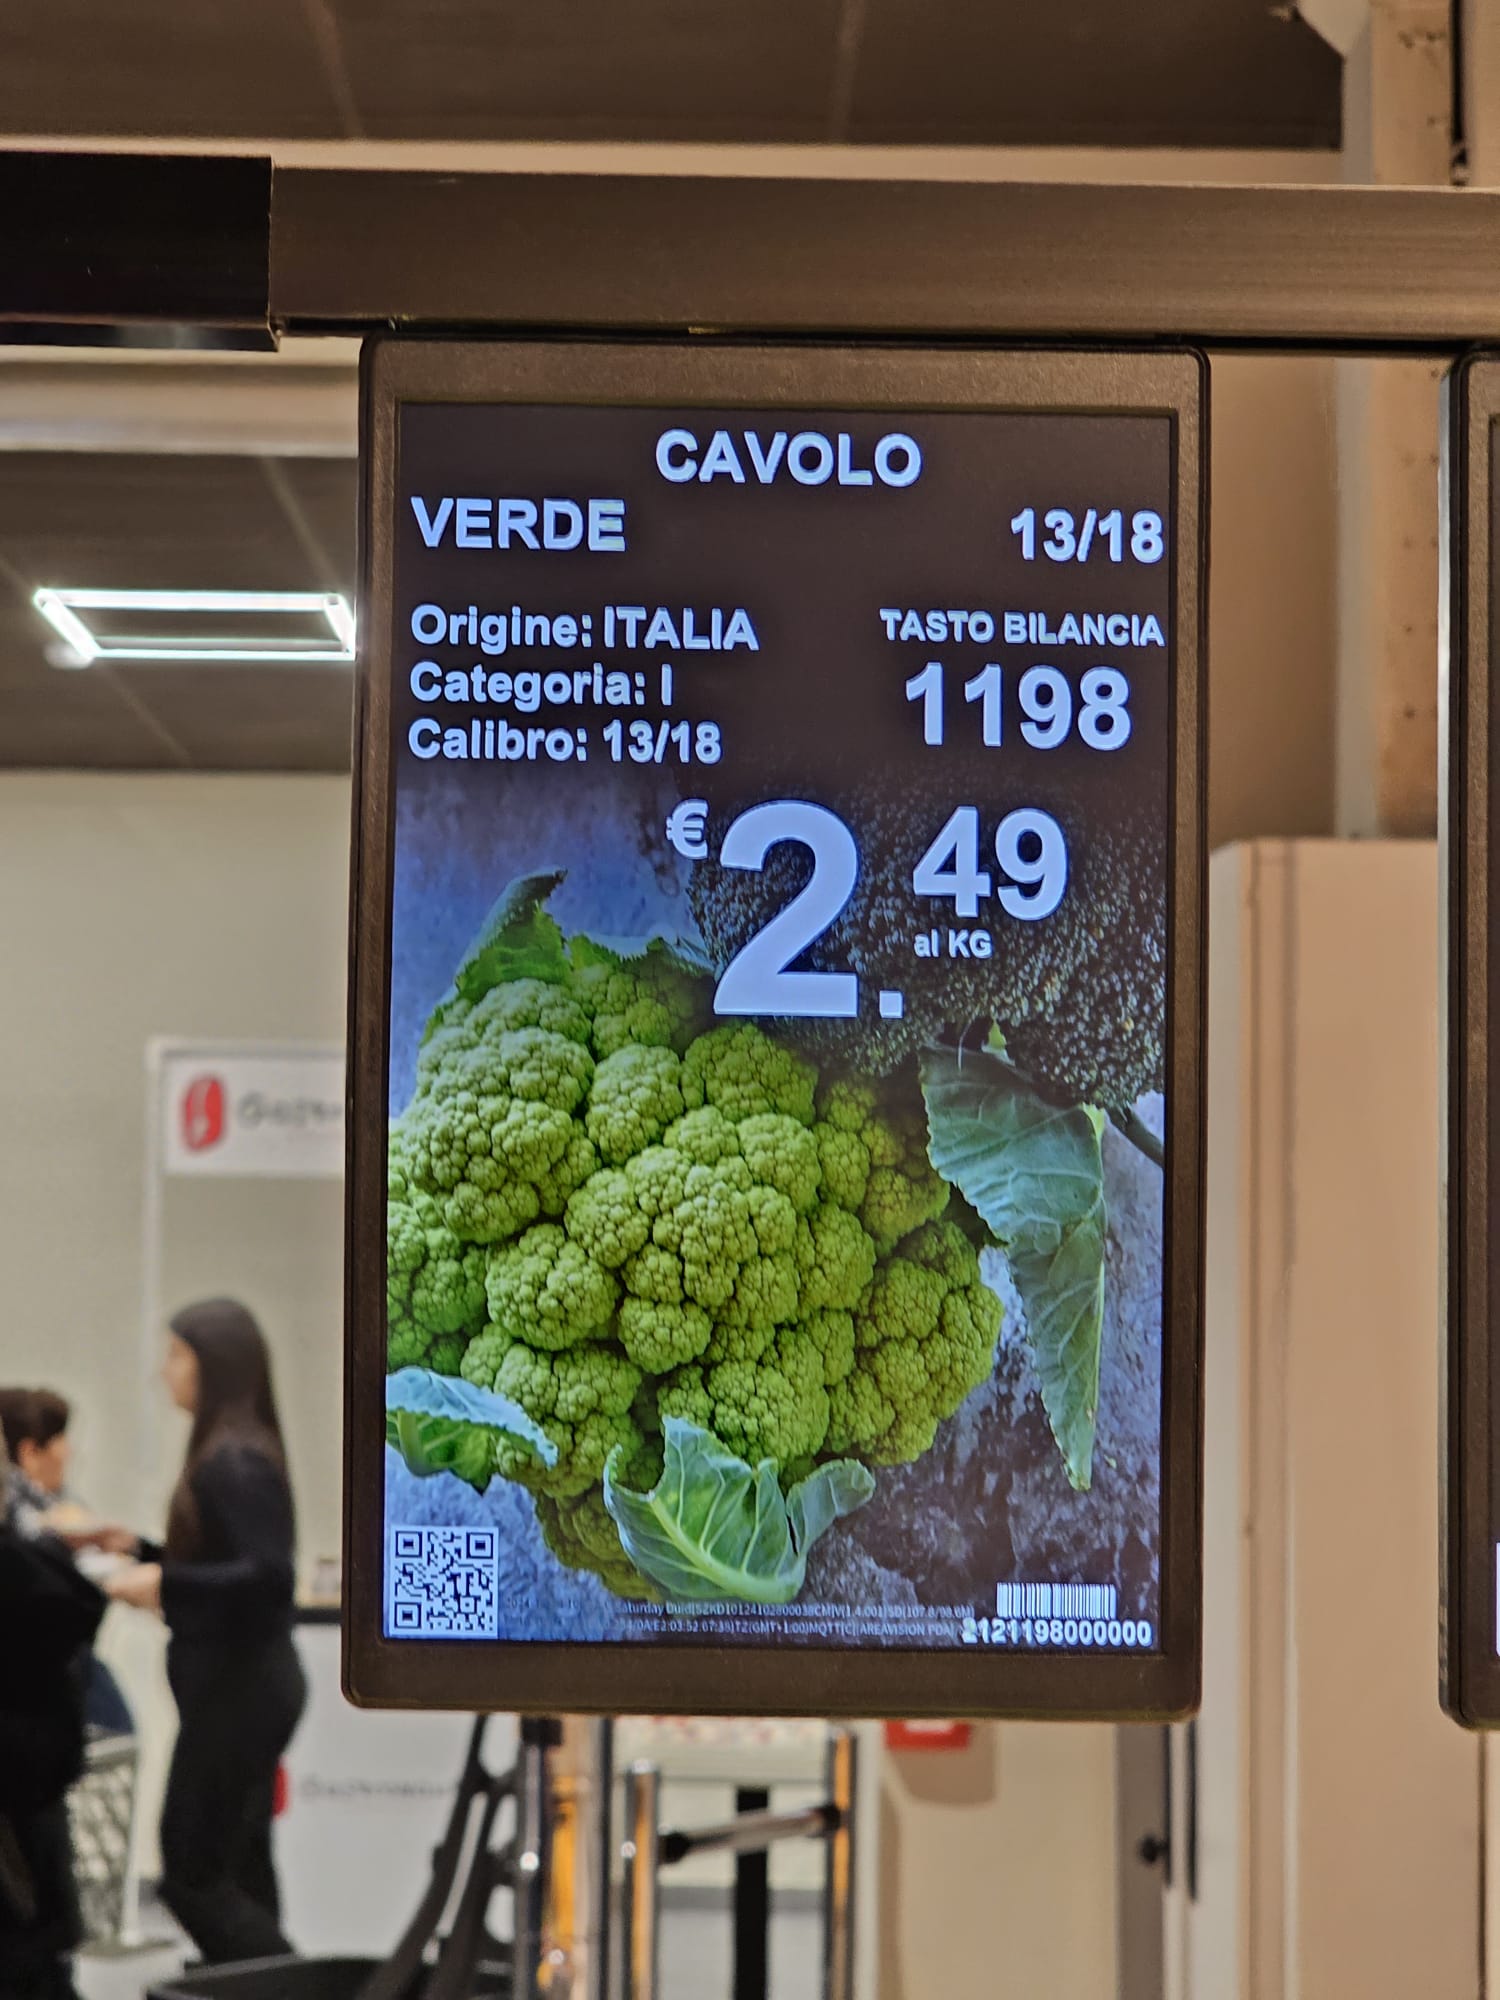 CAVOLO
VERDE 13/18
Origine: ITALIA
Categoria: I
Calibro: 13/18
TASTO BILANCIA
1198
€ 2.49
al KG
2121198000000